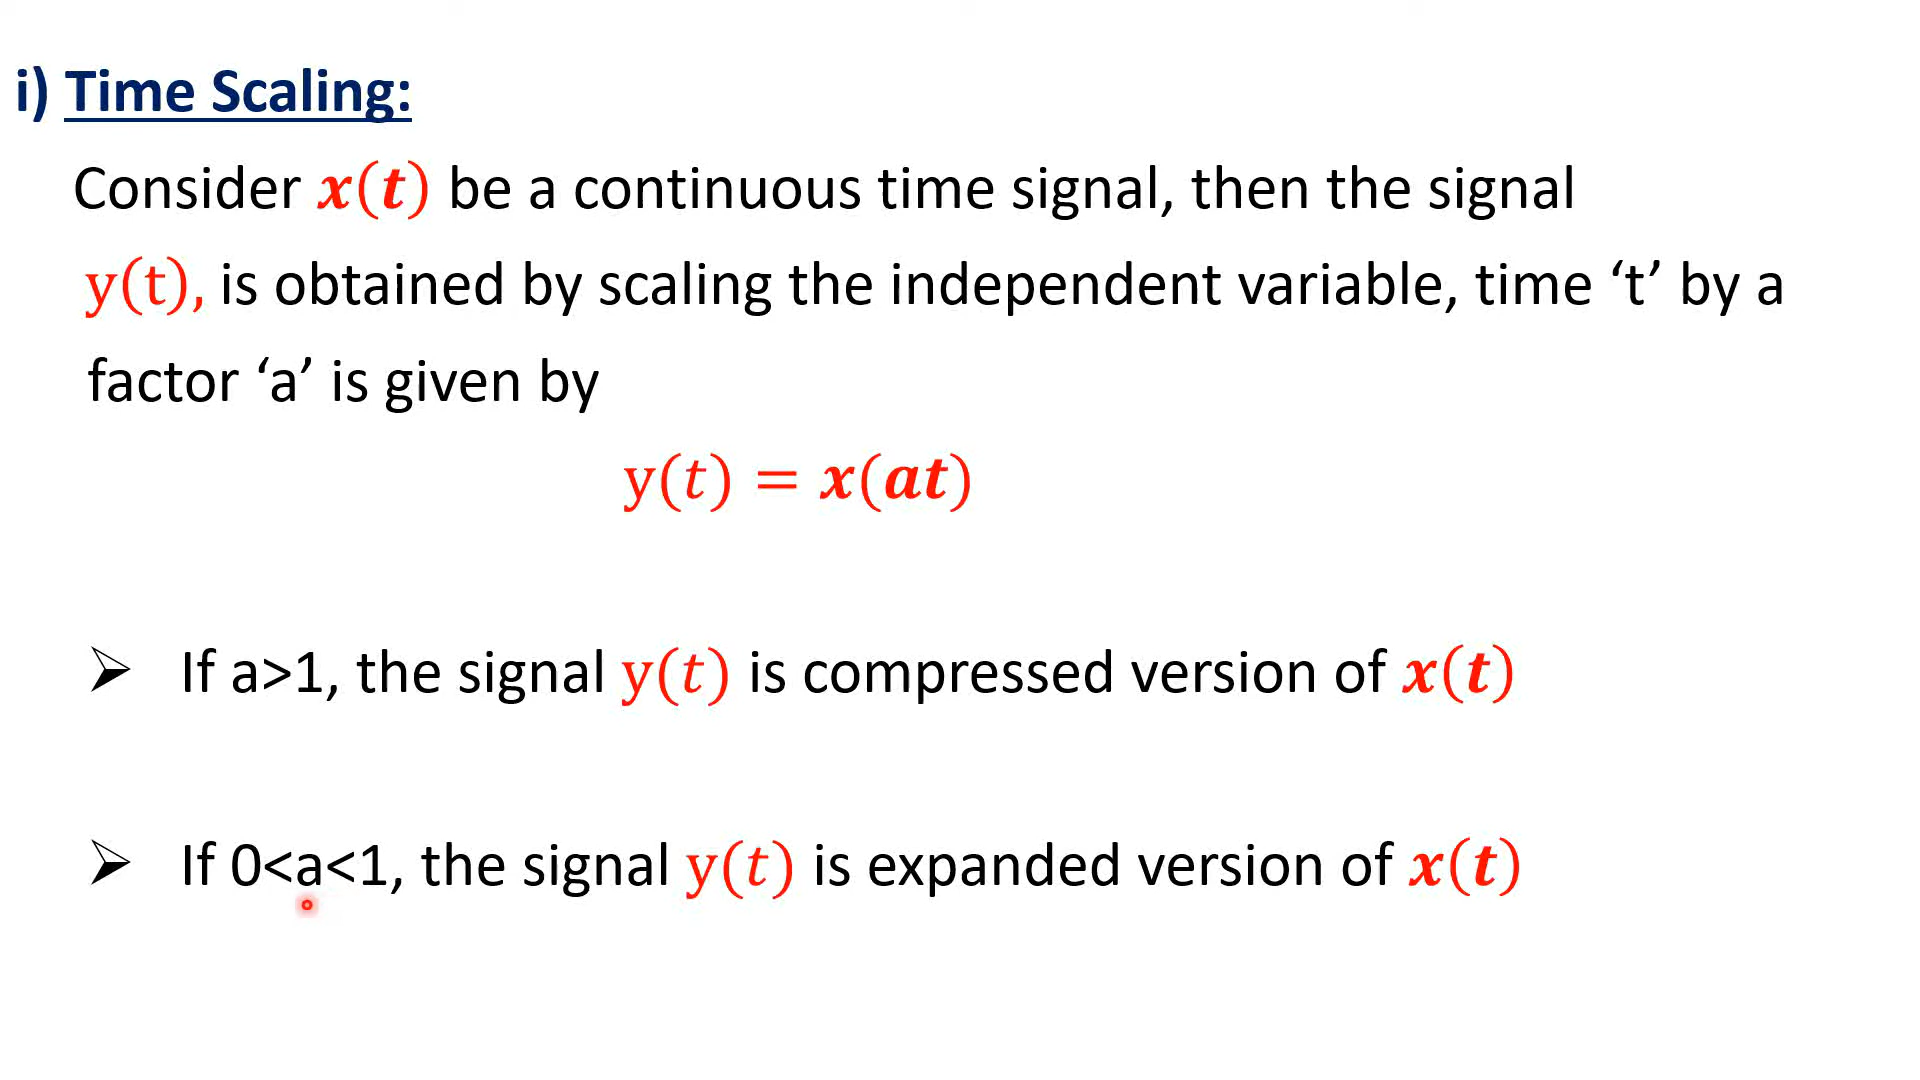 i) Time Scaling:
Consider x(t) be a continuous time signal, then the signal
y(t), is obtained by scaling the independent variable, time ‘t’ by a
factor ‘a’ is given by
y(t) = x(at)
➢ If a>1, the signal y(t) is compressed version of x(t)
➢ If 0<a<1, the signal y(t) is expanded version of x(t)